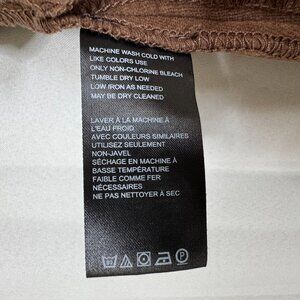 MACHINE WASH COLD WITH
LIKE COLORS USE
ONLY NON-CHLORINE BLEACH
TUMBLE DRY LOW
LOW IRON AS NEEDED
MAY BE DRY CLEANED
LAVER À LA MACHINE À
L'EAU FROID
AVEC COULEURS SIMILAIRES
UTILIZ SEULEMENT
NON-JAVEL
SÉCHAGE EN MACHINE À
BASSE TEMPÉRATURE
FAIBLE COMME FER
NÉCESSAIRES
NE PAS NETTOYER À SEC